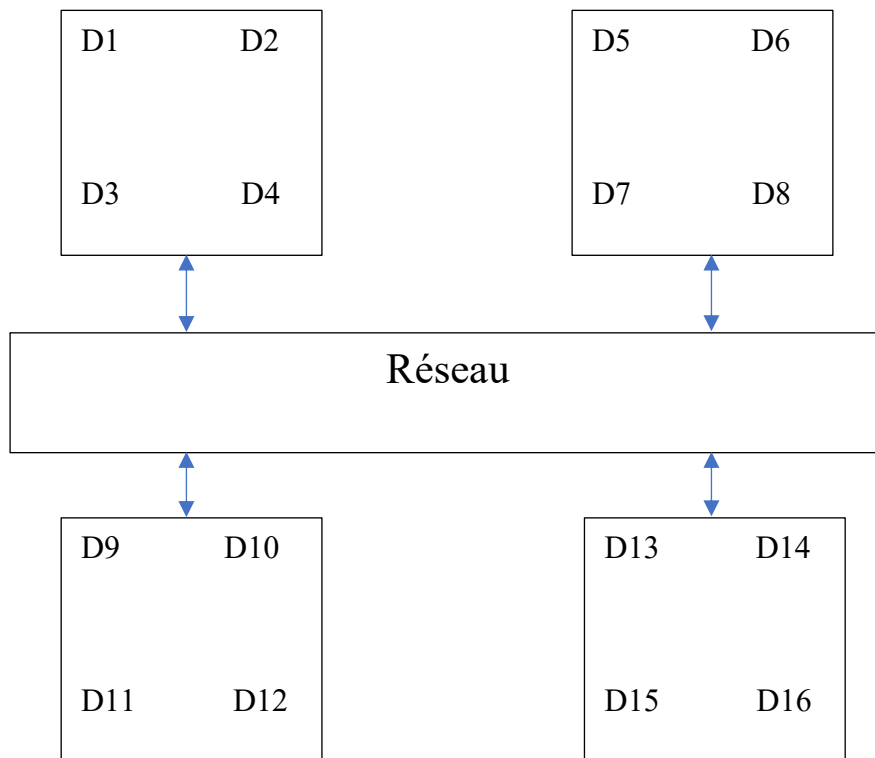 D1 D2 
D3 D4
D5 D6
D7 D8
Réseau
D9 D10
D11 D12
D13 D14
D15 D16